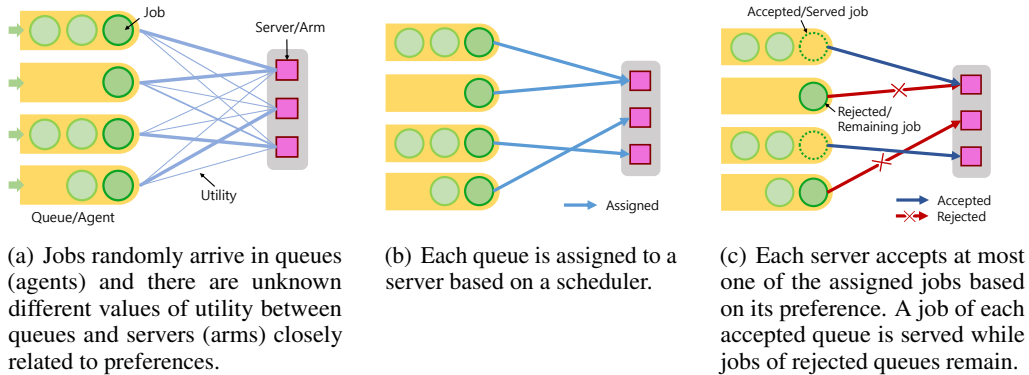 Job
Server/Arm
Utility
Queue/Agent
(a) Jobs randomly arrive in queues
(agents) and there are unknown
different values of utility between
queues and servers (arms) closely
related to preferences.
Assigned
(b) Each queue is assigned to a
server based on a scheduler.
Accepted/Served job
Rejected/
Remaining job
Accepted
Rejected
(c) Each server accepts at most
one of the assigned jobs based
on its preference. A job of each
accepted queue is served while
jobs of rejected queues remain.